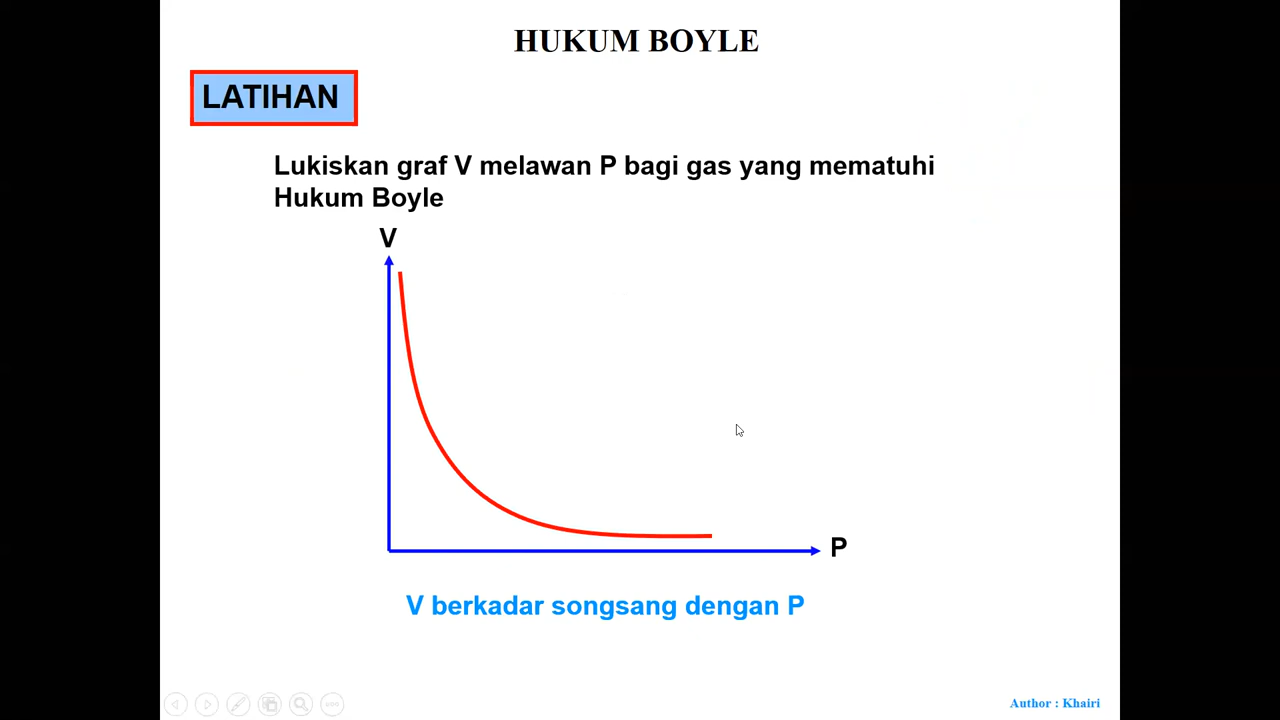 HUKUM BOYLE
LATIHAN
Lukiskan graf V melawan P bagi gas yang mematuhi
Hukum Boyle
V
P
V berkadar songsang dengan P
Author : Khairi